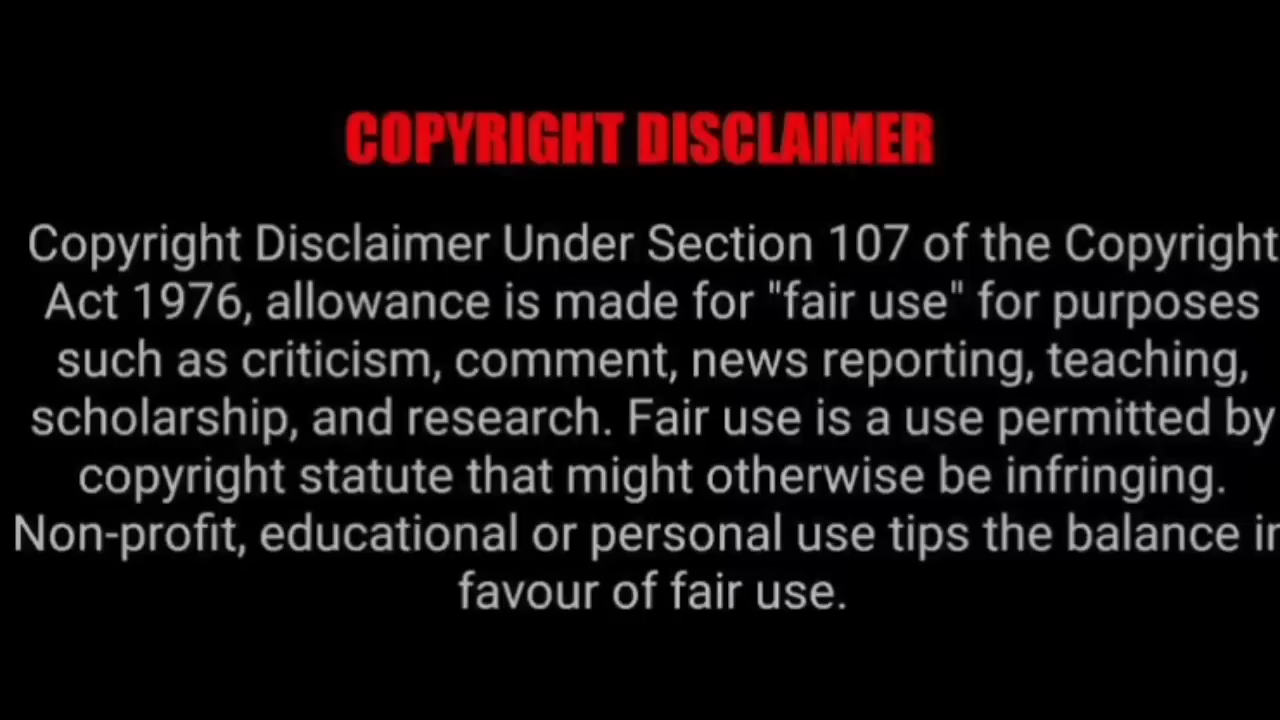 COPYRIGHT DISCLAIMER
Copyright Disclaimer Under Section 107 of the Copyright
Act 1976, allowance is made for "fair use" for purposes
such as criticism, comment, news reporting, teaching,
scholarship, and research. Fair use is a use permitted by
copyright statute that might otherwise be infringing.
Non-profit, educational or personal use tips the balance in
favour of fair use.